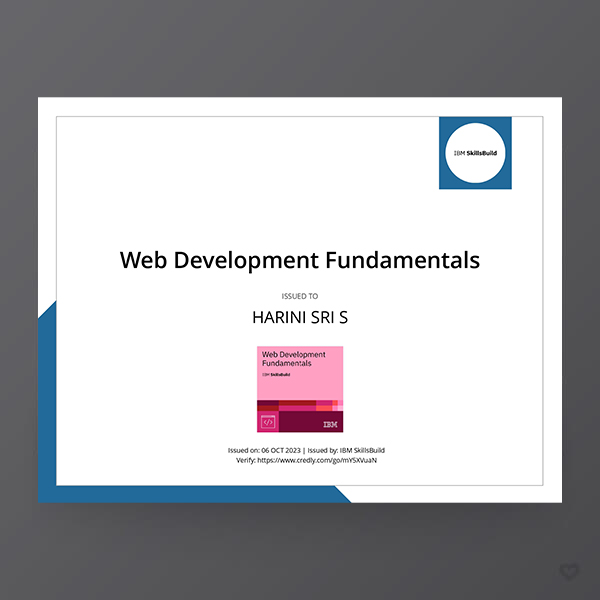 IBM SkillsBuild
Web Development Fundamentals
ISSUED TO
HARINI SRI S
Web Development
Fundamentals
IBM SkillsBuild
</>
IBM
Issued on: 06 OCT 2023 | Issued by: IBM SkillsBuild
Verify: https://www.credly.com/go/mY5XVuaN